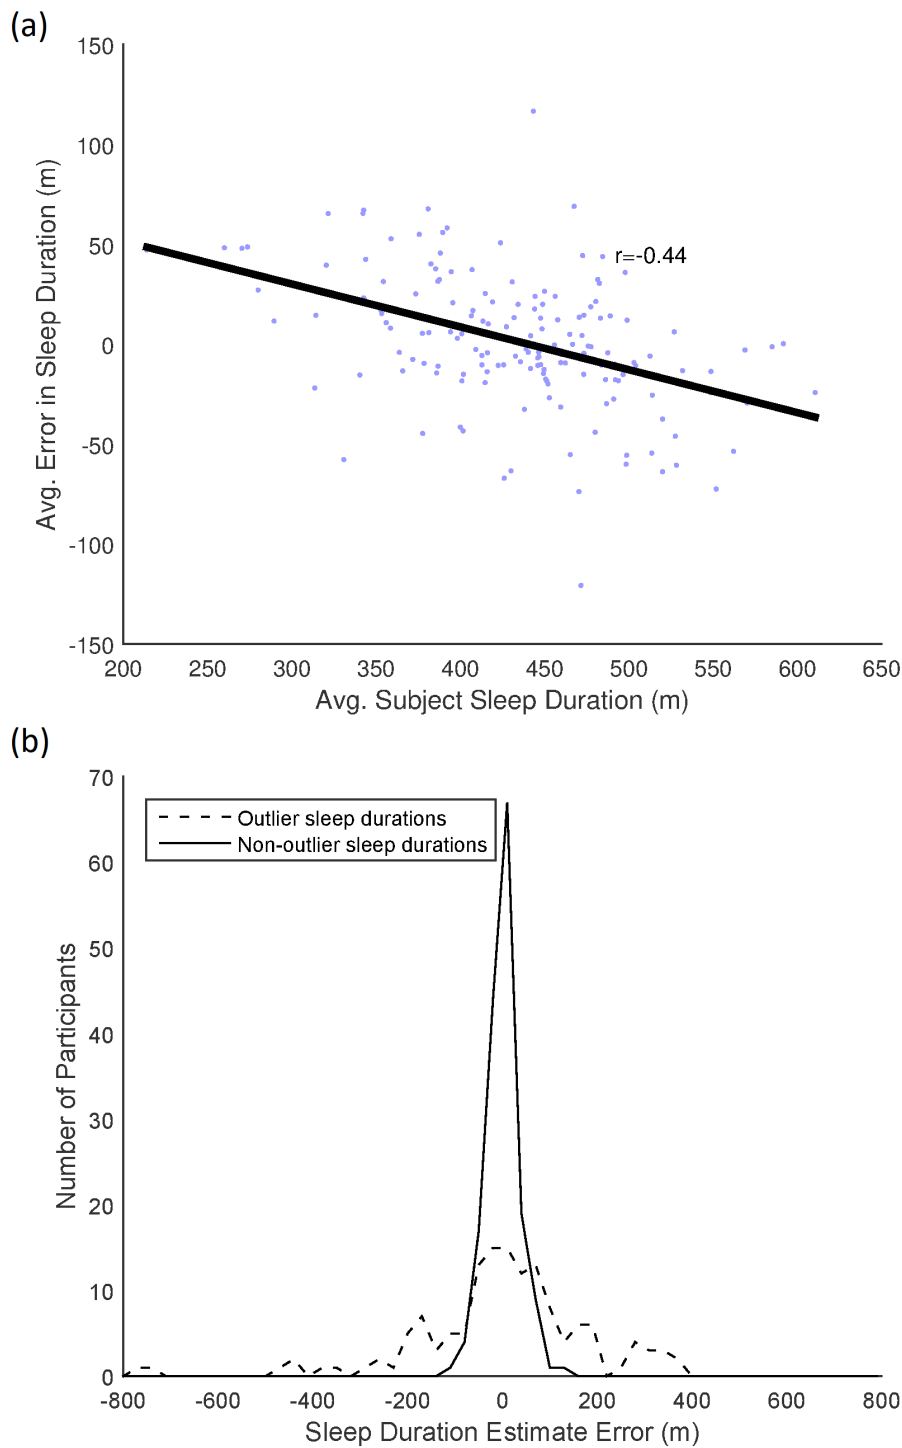 (a)
150
100
50
0
-50
-100
-150
Avg. Error in Sleep Duration (m)
r=-0.44
200 250 300 350 400 450 500 550 600 650
Avg. Subject Sleep Duration (m)
(b)
70
60
50
40
30
20
10
0
Number of Participants
Outlier sleep durations
Non-outlier sleep durations
-800 -600 -400 -200 0 200 400 600 800
Sleep Duration Estimate Error (m)